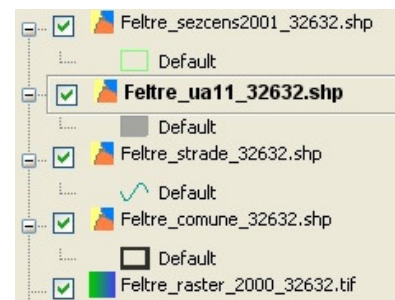 Feltre_sezcens2001_32632.shp
Default
Feltre_ua11_32632.shp
Default
Feltre_strade_32632.shp
Default
Feltre_comune_32632.shp
Default
Feltre_raster_2000_32632.tif